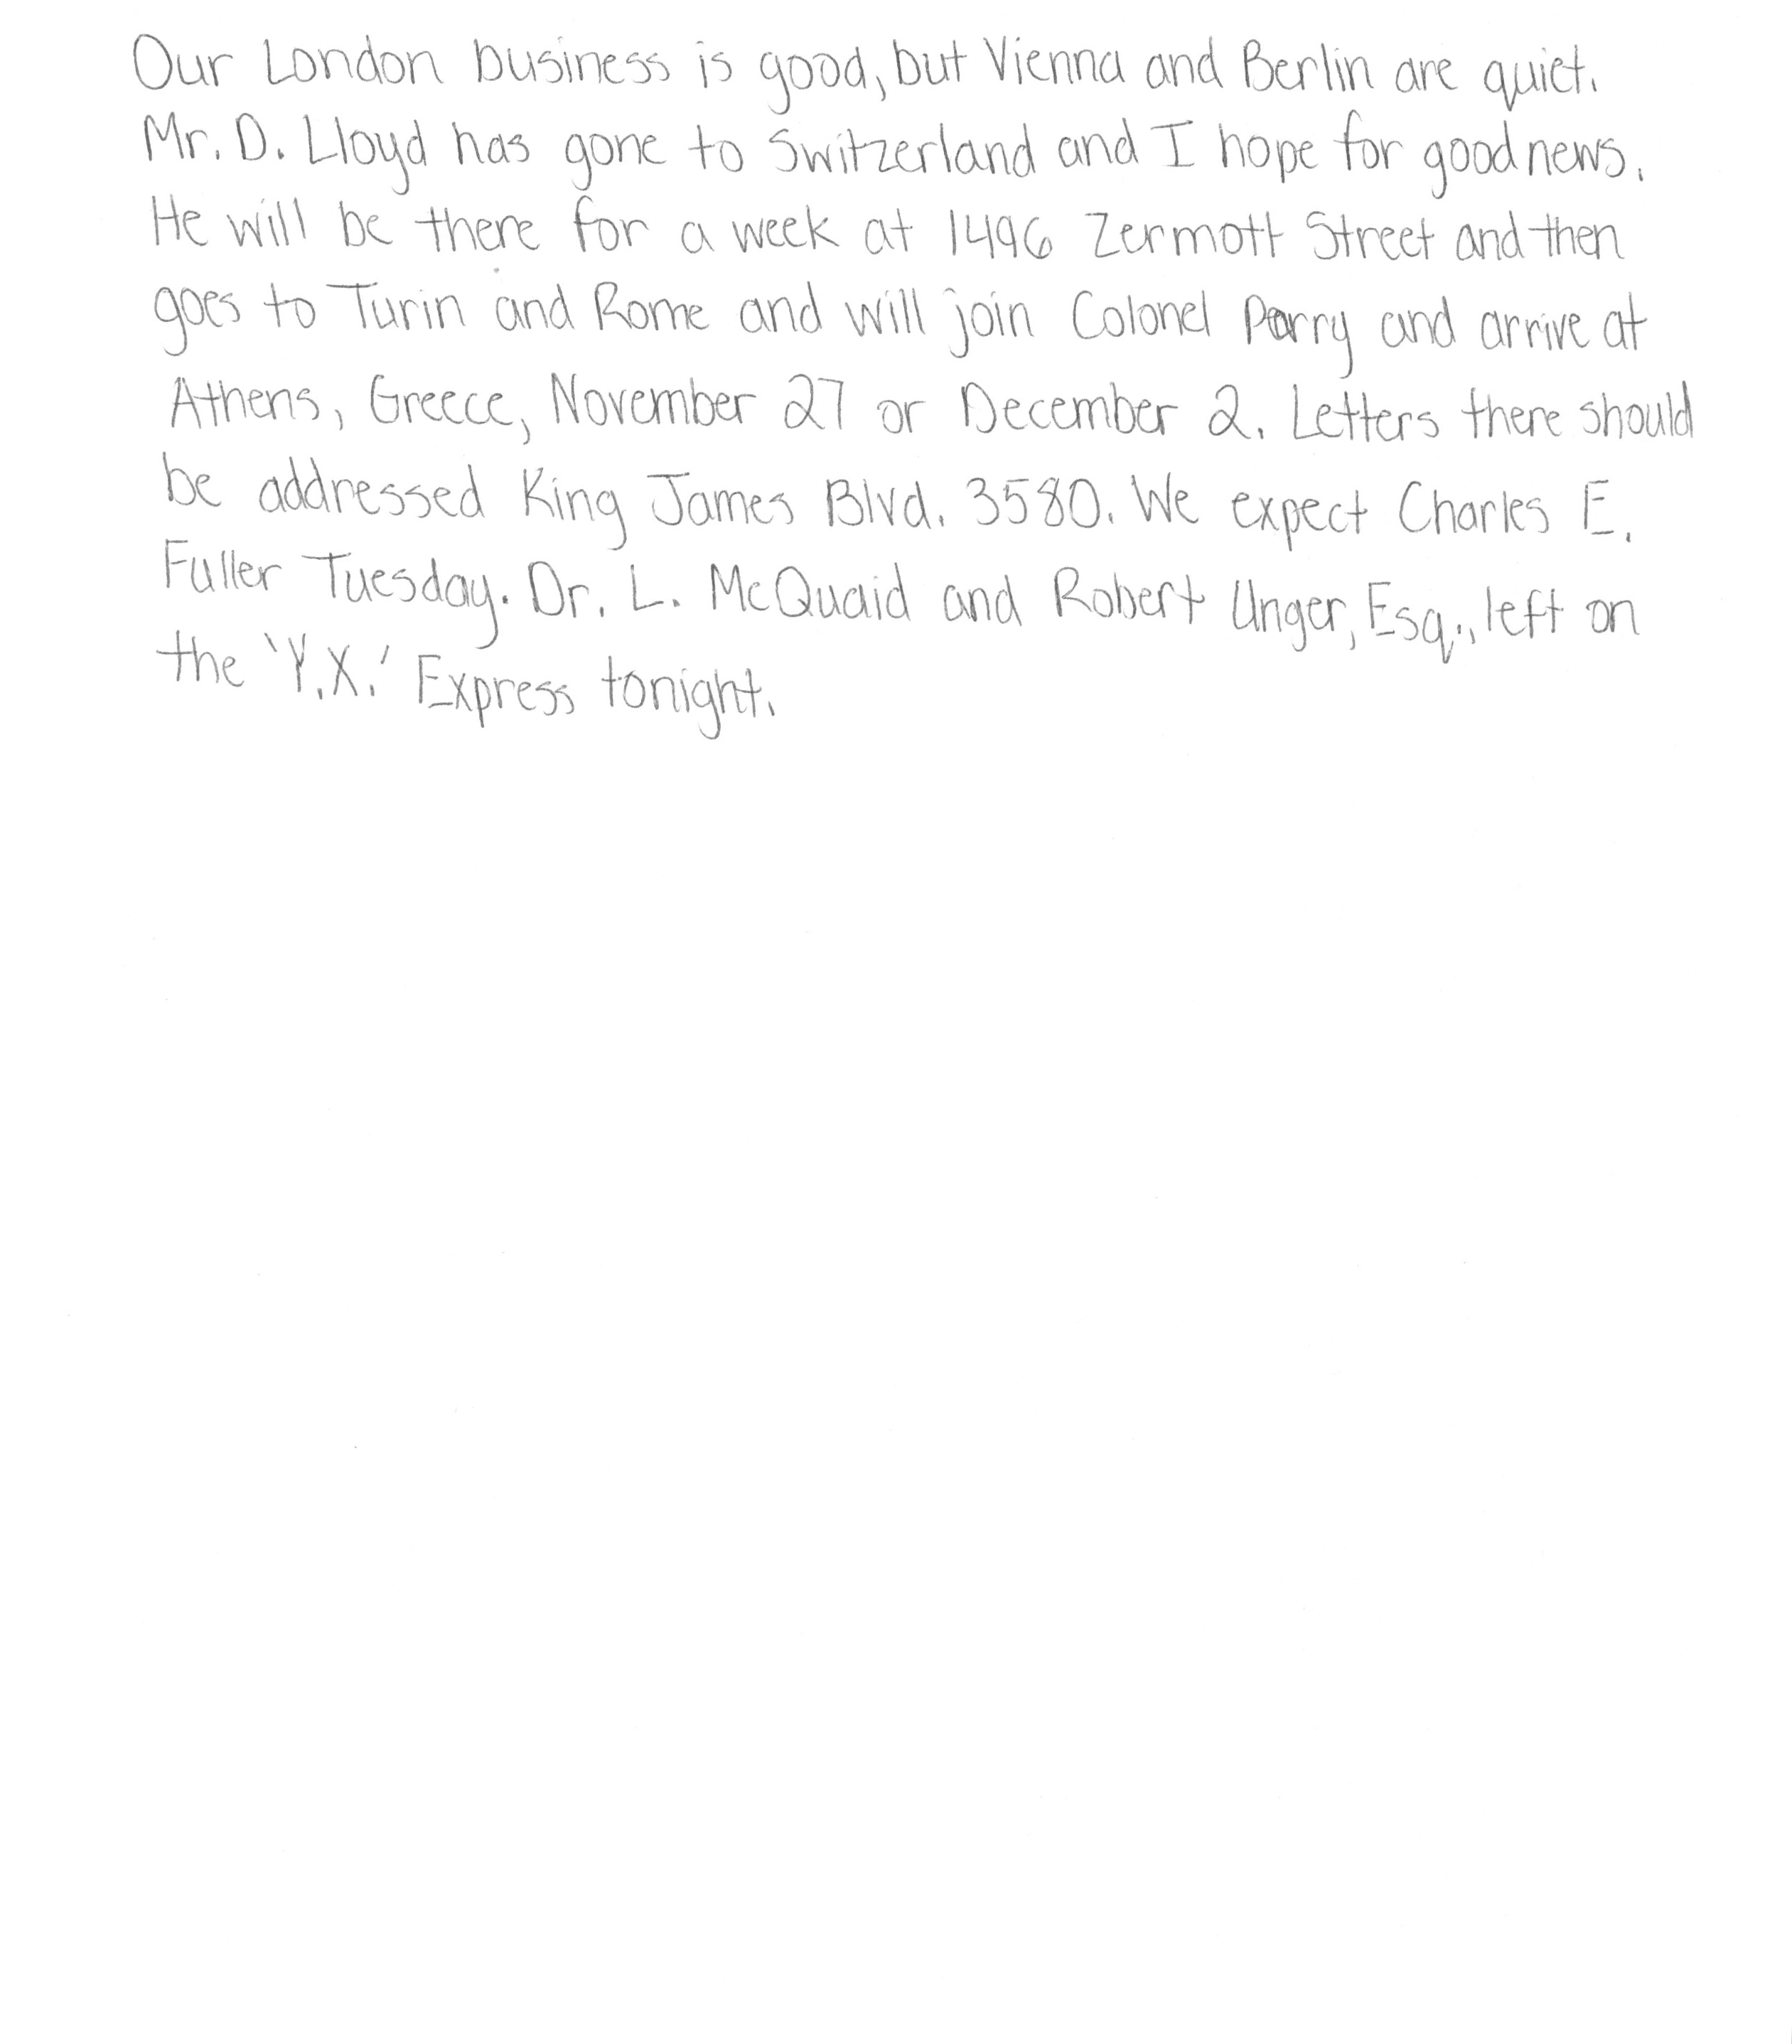 Our London business is good, but Vienna and Berlin are quiet.
Mr. D. Lloyd has gone to Switzerland and I hope for good news.
He will be there for a week at 1496 Zermott Street and then
goes to Turin and Rome and will join Colonel Parry and arrive at
Athens, Greece, November 27 or December 2. Letters there should
be addressed King James Blvd. 3580. We expect Charles E.
Fuller Tuesday. Dr. L. McQuaid and Robert Unger, Esq., left on
the 'Y.X.' Express tonight.